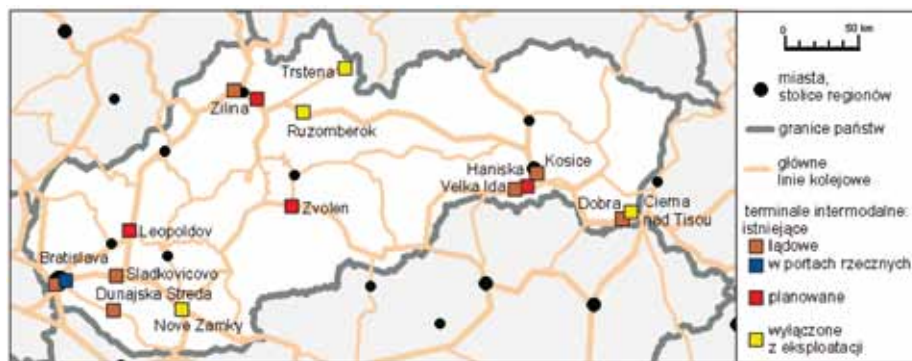 Trstena
Zilina
Ruzomberok
Haniska
Kosice
Velka Ida
Dobra
Cierna
nad Tisou
Zvolen
Leopoldov
Bratislava
Sladkovicovo
Dunajska Streda
Nove Zamky
0
50 km
miasta,
stolice regionów
granice państw
główne
linie kolejowe
terminale intermodalne:
istniejące
lądowe
w portach rzecznych
planowane
wyłączone
z eksploatacji